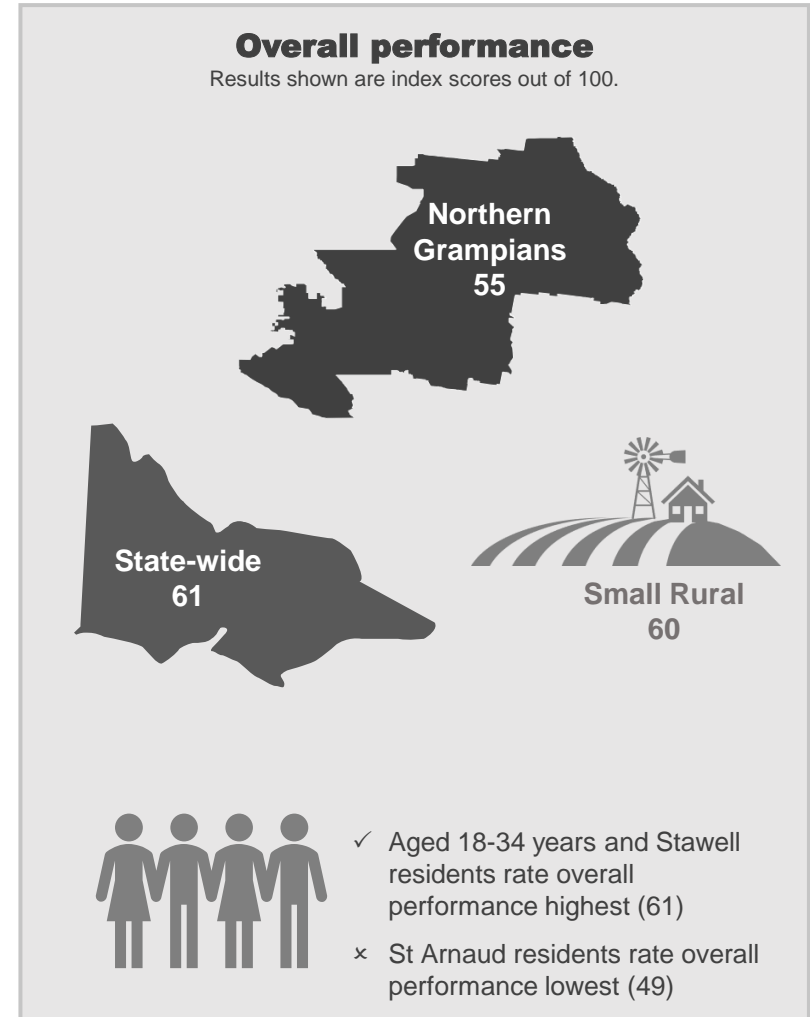 Overall performance
Results shown are index scores out of 100.
Northern
Grampians
55
State-wide
61
Small Rural
60
✓ Aged 18-34 years and Stawell
residents rate overall
performance highest (61)
× St Arnaud residents rate overall
performance lowest (49)